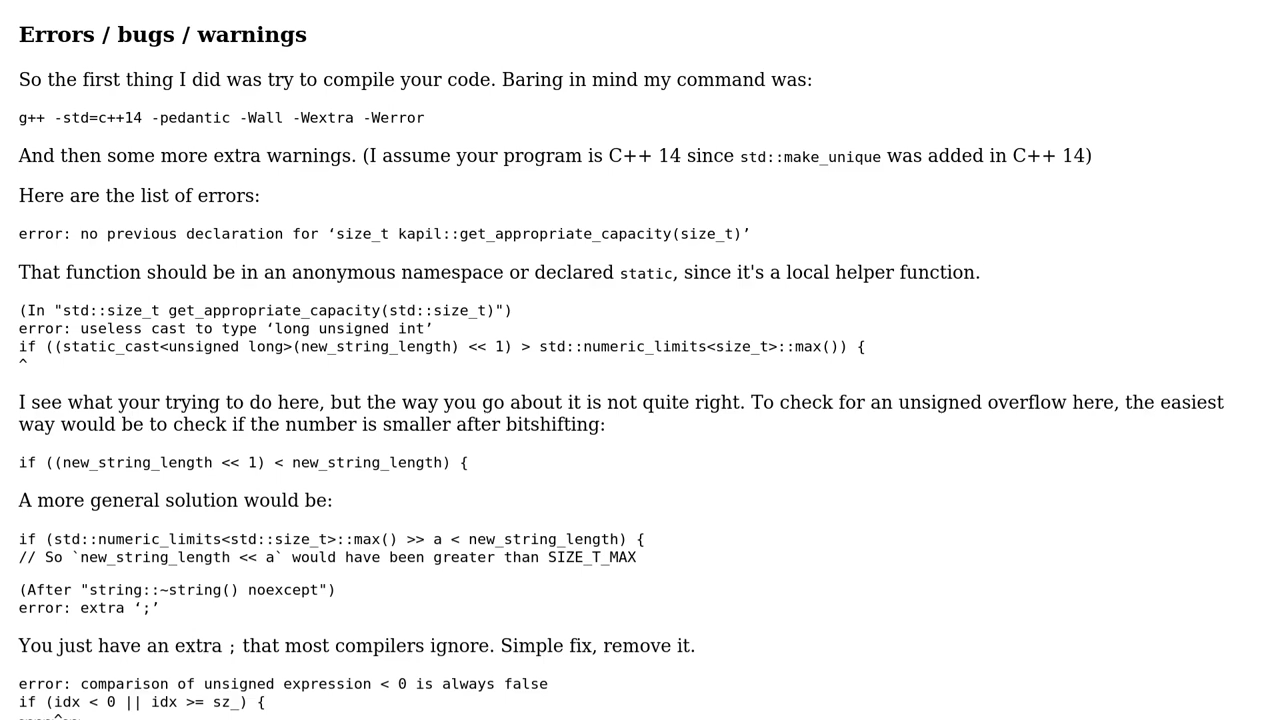 Errors / bugs / warnings
So the first thing I did was try to compile your code. Baring in mind my command was:
g++ -std=c++14 -pedantic -Wall -Wextra -Werror
And then some more extra warnings. (I assume your program is C++ 14 since std::make_unique was added in C++ 14)
Here are the list of errors:
error: no previous declaration for ‘size_t kapil::get_appropriate_capacity(size_t)’
That function should be in an anonymous namespace or declared static, since it's a local helper function.
(In "std::size_t get_appropriate_capacity(std::size_t)")
error: useless cast to type ‘long unsigned int’
if ((static_cast<unsigned long>(new_string_length) << 1) > std::numeric_limits<size_t>::max()) {
^
I see what your trying to do here, but the way you go about it is not quite right. To check for an unsigned overflow here, the easiest
way would be to check if the number is smaller after bitshifting:
if ((new_string_length << 1) < new_string_length) {
A more general solution would be:
if (std::numeric_limits<std::size_t>::max() >> a < new_string_length) {
// So `new_string_length << a` would have been greater than SIZE_T_MAX
(After "string::~string() noexcept")
error: extra ‘;’
You just have an extra ; that most compilers ignore. Simple fix, remove it.
error: comparison of unsigned expression < 0 is always false
if (idx < 0 || idx >= sz_) {